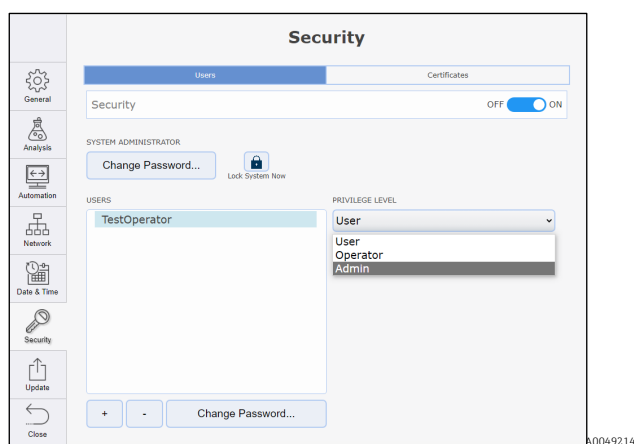 Security
Users
Certificates
Security
OFF ON
General
Analysis
Automation
Network
Date & Time
Security
Update
Close
SYSTEM ADMINISTRATOR
Change Password...
Lock System Now
USERS
TestOperator
PRIVILEGE LEVEL
User
User
Operator
Admin
+
-
Change Password...
A0049214